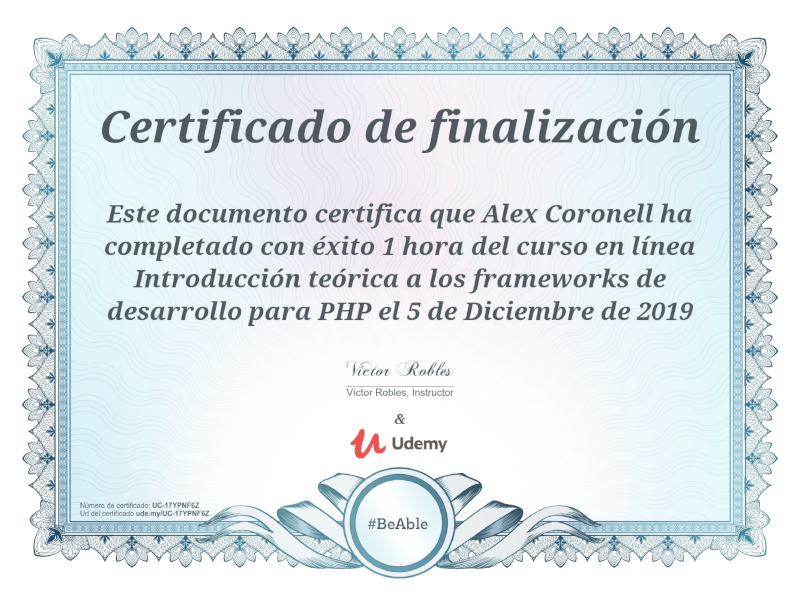 Certificado de finalización
Este documento certifica que Alex Coronell ha
completado con éxito 1 hora del curso en línea
Introducción teórica a los frameworks de
desarrollo para PHP el 5 de Diciembre de 2019
Víctor Robles
Víctor Robles, Instructor
&
Udemy
Número de certificado: UC-17YPNF6Z
Url del certificado ude.my/UC-17YPNF6Z
#BeAble